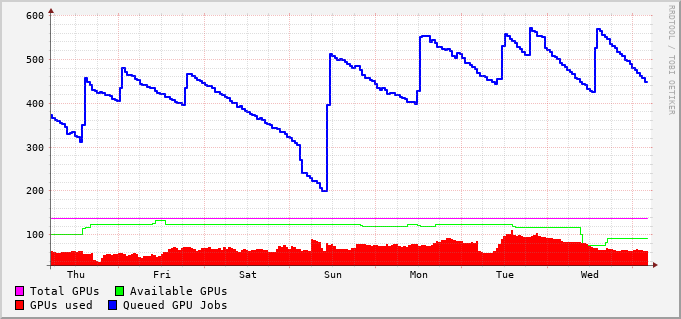 600
500
400
300
200
100
Thu Fri Sat Sun Mon Tue Wed
Total GPUs Available GPUs
GPUs used Queued GPU Jobs
RRDTOOL / TOBI OETIKER